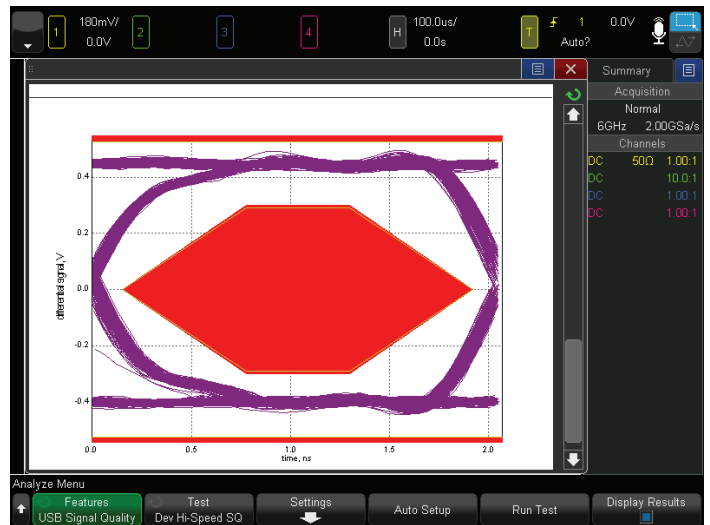 1 180mV/ 0.0V 2 3 4 H 100.0us/ 0.0s T 1 Auto? 0.0V
Summary
Acquisition
Normal
6GHz 2.00GSa/s
Channels
DC 50Ω 1.00:1
DC 10.0:1
DC 1.00:1
DC 1.00:1
differential signal, V
0.4
0.2
0.0
-0.2
-0.4
0.0 0.5 1.0 1.5 2.0
time, ns
Analyze Menu
Features Test Settings Auto Setup Run Test Display Results
USB Signal Quality Dev Hi-Speed SQ